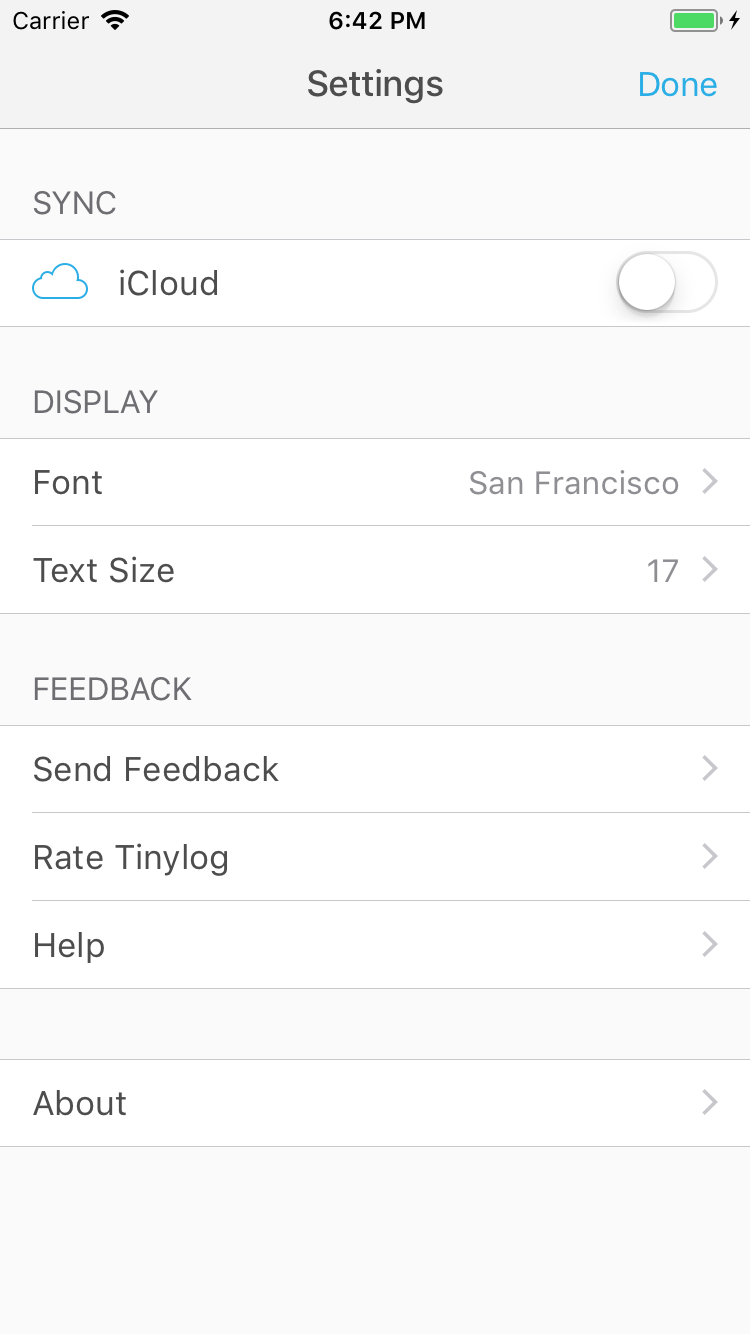 Carrier 6:42 PM
Settings Done
SYNC
iCloud
DISPLAY
Font San Francisco
Text Size 17
FEEDBACK
Send Feedback
Rate Tinylog
Help
About